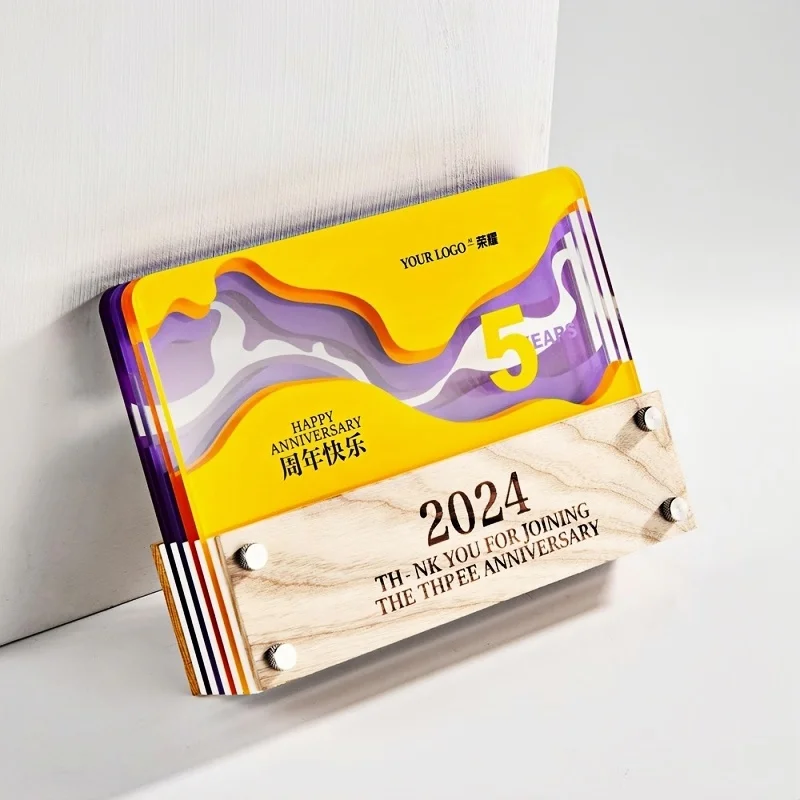 YOUR LOGO 荣耀
5
YEARS
HAPPY
ANNIVERSARY
周年快乐
2024
TH-NK YOU FOR JOINING
THE THPEE ANNIVERSARY